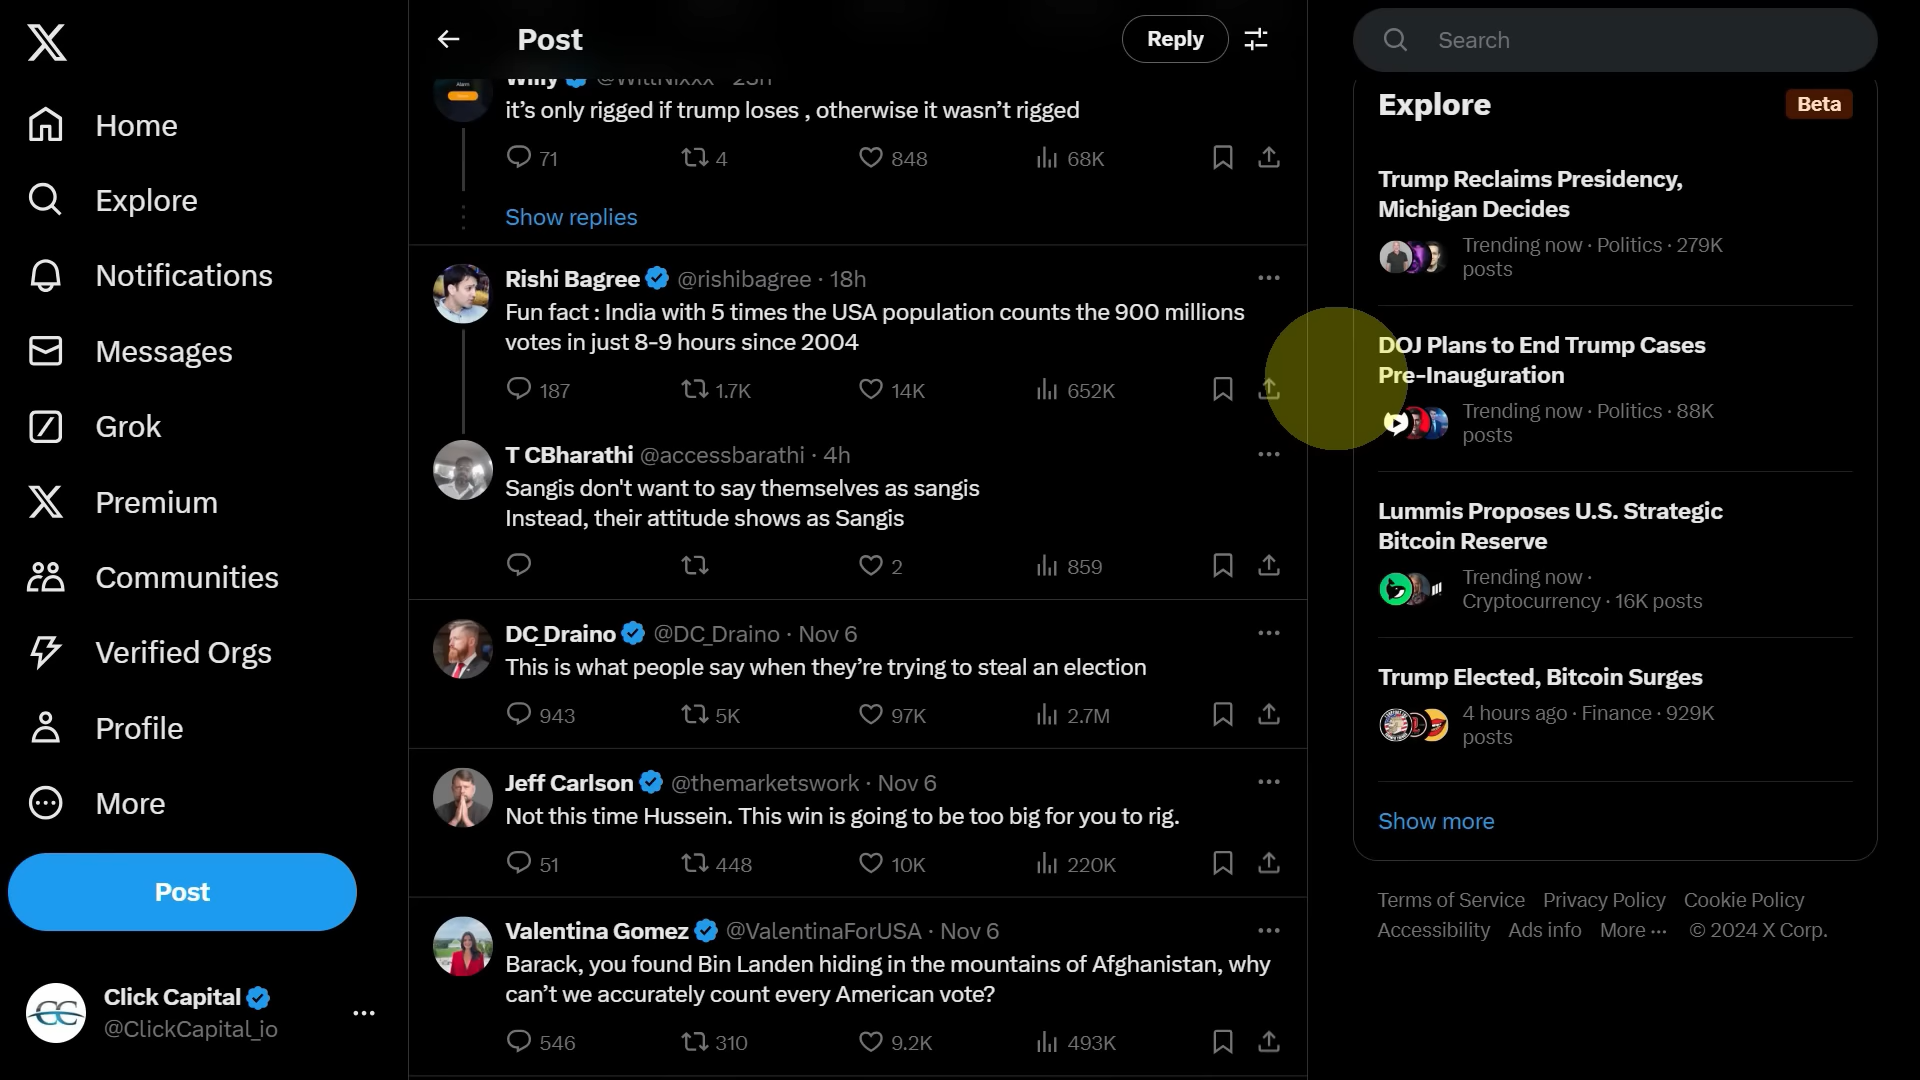 Post
Reply
Search
Home
Explore
Notifications
Messages
Grok
Premium
Communities
Verified Orgs
Profile
More
Post
Click Capital
@ClickCapital_io
Willy @WillNixxx 23h
it’s only rigged if trump loses , otherwise it wasn’t rigged
71 4 848 68K
Show replies
Rishi Bagree @rishibagree · 18h
Fun fact : India with 5 times the USA population counts the 900 millions
votes in just 8-9 hours since 2004
187 1.7K 14K 652K
T CBharathi @accessbarathi · 4h
Sangis don't want to say themselves as sangis
Instead, their attitude shows as Sangis
2 859
DC_Draino @DC_Draino · Nov 6
This is what people say when they’re trying to steal an election
943 5K 97K 2.7M
Jeff Carlson @themarketswork · Nov 6
Not this time Hussein. This win is going to be too big for you to rig.
51 448 10K 220K
Valentina Gomez @ValentinaForUSA · Nov 6
Barack, you found Bin Landen hiding in the mountains of Afghanistan, why
can’t we accurately count every American vote?
546 310 9.2K 493K
Explore
Beta
Trump Reclaims Presidency,
Michigan Decides
Trending now · Politics · 279K
posts
DOJ Plans to End Trump Cases
Pre-Inauguration
Trending now · Politics · 88K
posts
Lummis Proposes U.S. Strategic
Bitcoin Reserve
Trending now ·
Cryptocurrency · 16K posts
Trump Elected, Bitcoin Surges
4 hours ago · Finance · 929K
posts
Show more
Terms of Service Privacy Policy Cookie Policy
Accessibility Ads info More ··· © 2024 X Corp.